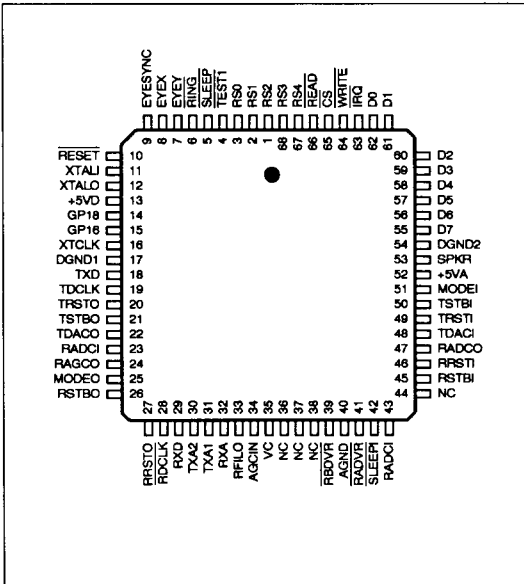 EYESYNC 9
EYEX 8
EYEY 7
RING 6
SLEEP 5
TEST1 4
RS0 3
RS1 2
RS2 1
RS3 68
RS4 67
READ 66
CS 65
WRITE 64
IRQ 63
D0 62
D1 61
RESET 10
XTALI 11
XTALO 12
+5VD 13
GP18 14
GP16 15
XTCLK 16
DGND1 17
TXD 18
TDCLK 19
TRSTO 20
TSTBO 21
TDACO 22
RADCI 23
RAGCO 24
MODEO 25
RSTBO 26
60 D2
59 D3
58 D4
57 D5
56 D6
55 D7
54 DGND2
53 SPKR
52 +5VA
51 MODEI
50 TSTBI
49 TRSTI
48 TDACI
47 RADCO
46 RRSTI
45 RSTBI
44 NC
27 RRSTO
28 RDCLK
29 RXD
30 TXA2
31 TXA1
32 RXA
33 RFILO
34 AGCIN
35 VC
36 NC
37 NC
38 NC
39 RBDVR
40 AGND
41 RADVR
42 SLEEPI
43 RADCI